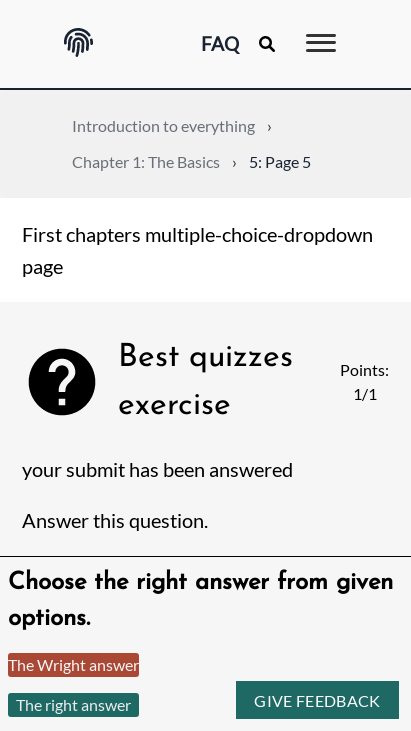 FAQ
Introduction to everything ›
Chapter 1: The Basics › 5: Page 5
First chapters multiple-choice-dropdown
page
Best quizzes
exercise
Points:
1/1
your submit has been answered
Answer this question.
Choose the right answer from given
options.
The Wright answer
The right answer
GIVE FEEDBACK